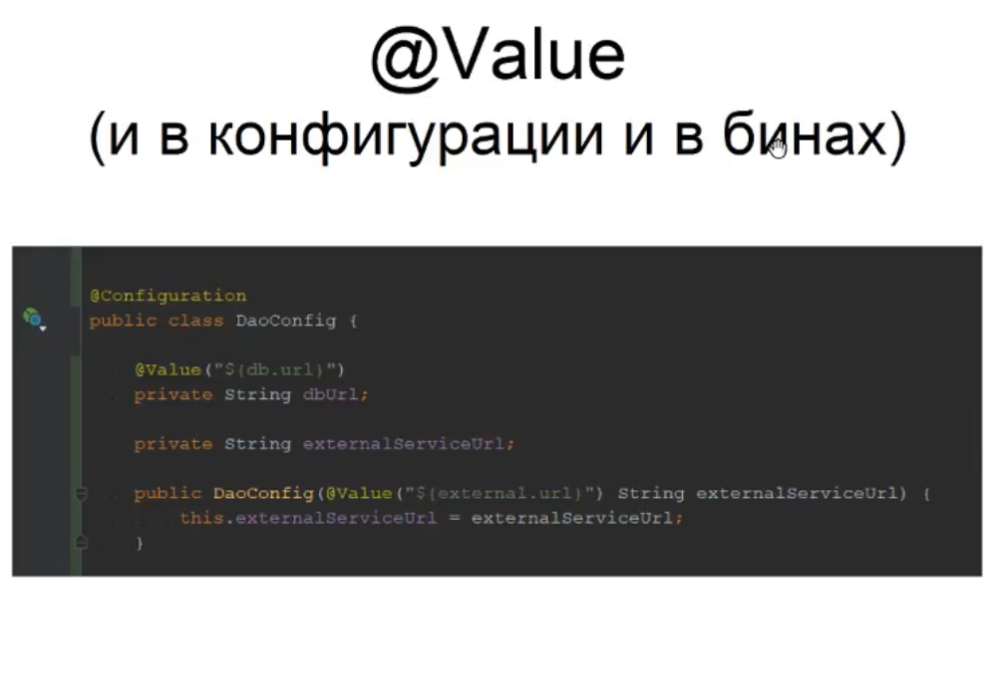 @Value
(и в конфигурации и в бинах)
@Configuration
public class DaoConfig {
@Value("${db.url}")
private String dbUrl;
private String externalServiceUrl;
public DaoConfig(@Value("${external.url}") String externalServiceUrl) {
this.externalServiceUrl = externalServiceUrl;
}